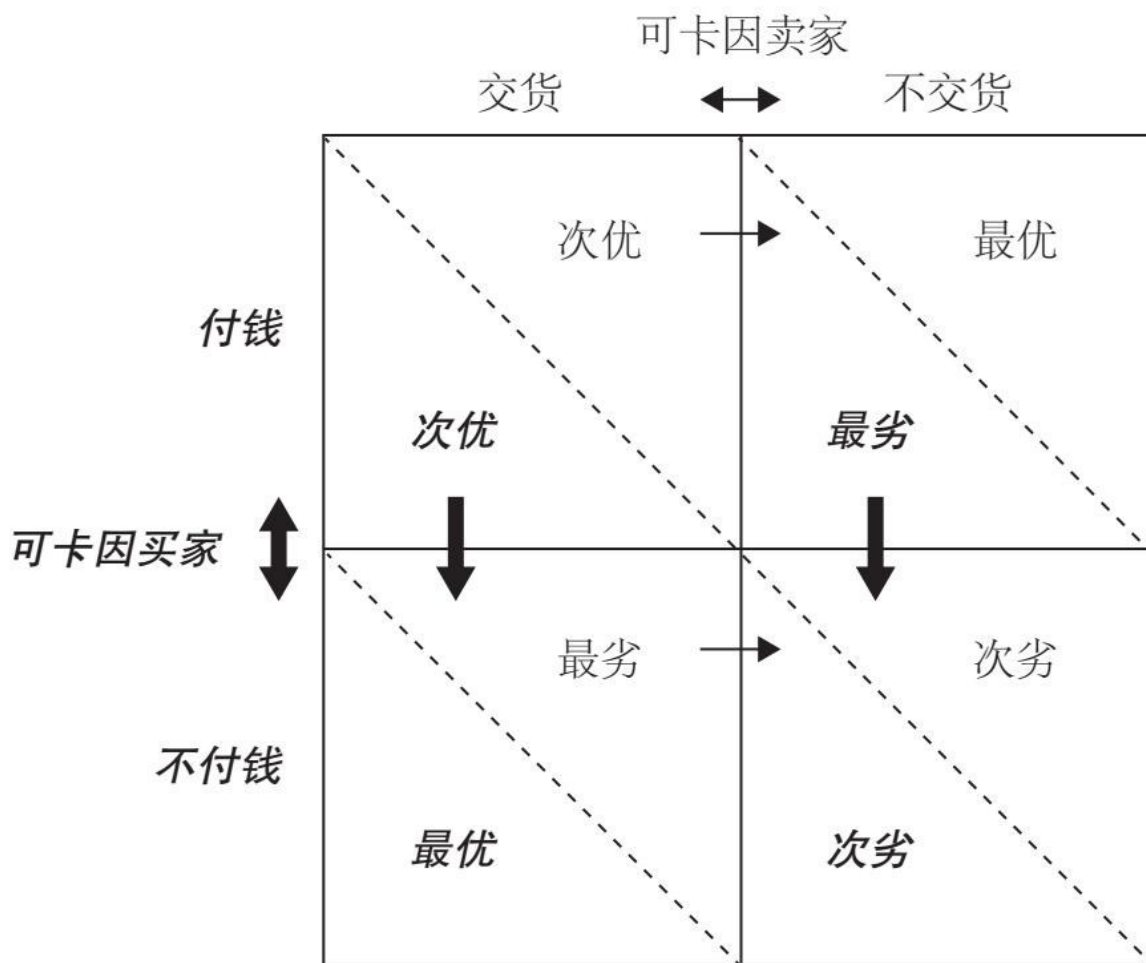 可卡因卖家
交货 不交货
次优 最优
付钱
次优 最劣
可卡因买家
最劣 次劣
不付钱
最优 次劣